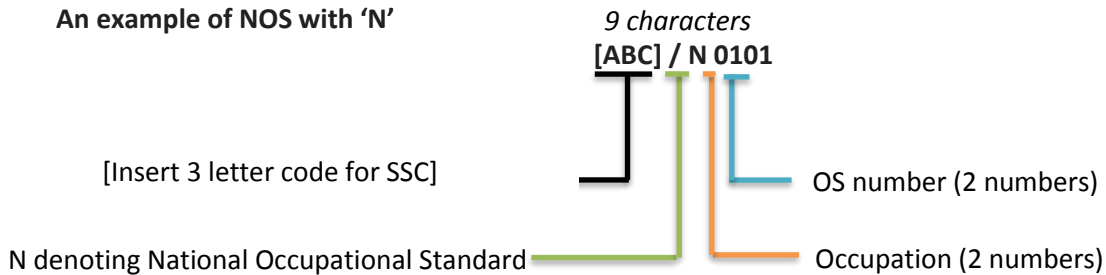 An example of NOS with ‘N’
9 characters
[ABC] / N 0101
[Insert 3 letter code for SSC]
OS number (2 numbers)
N denoting National Occupational Standard
Occupation (2 numbers)